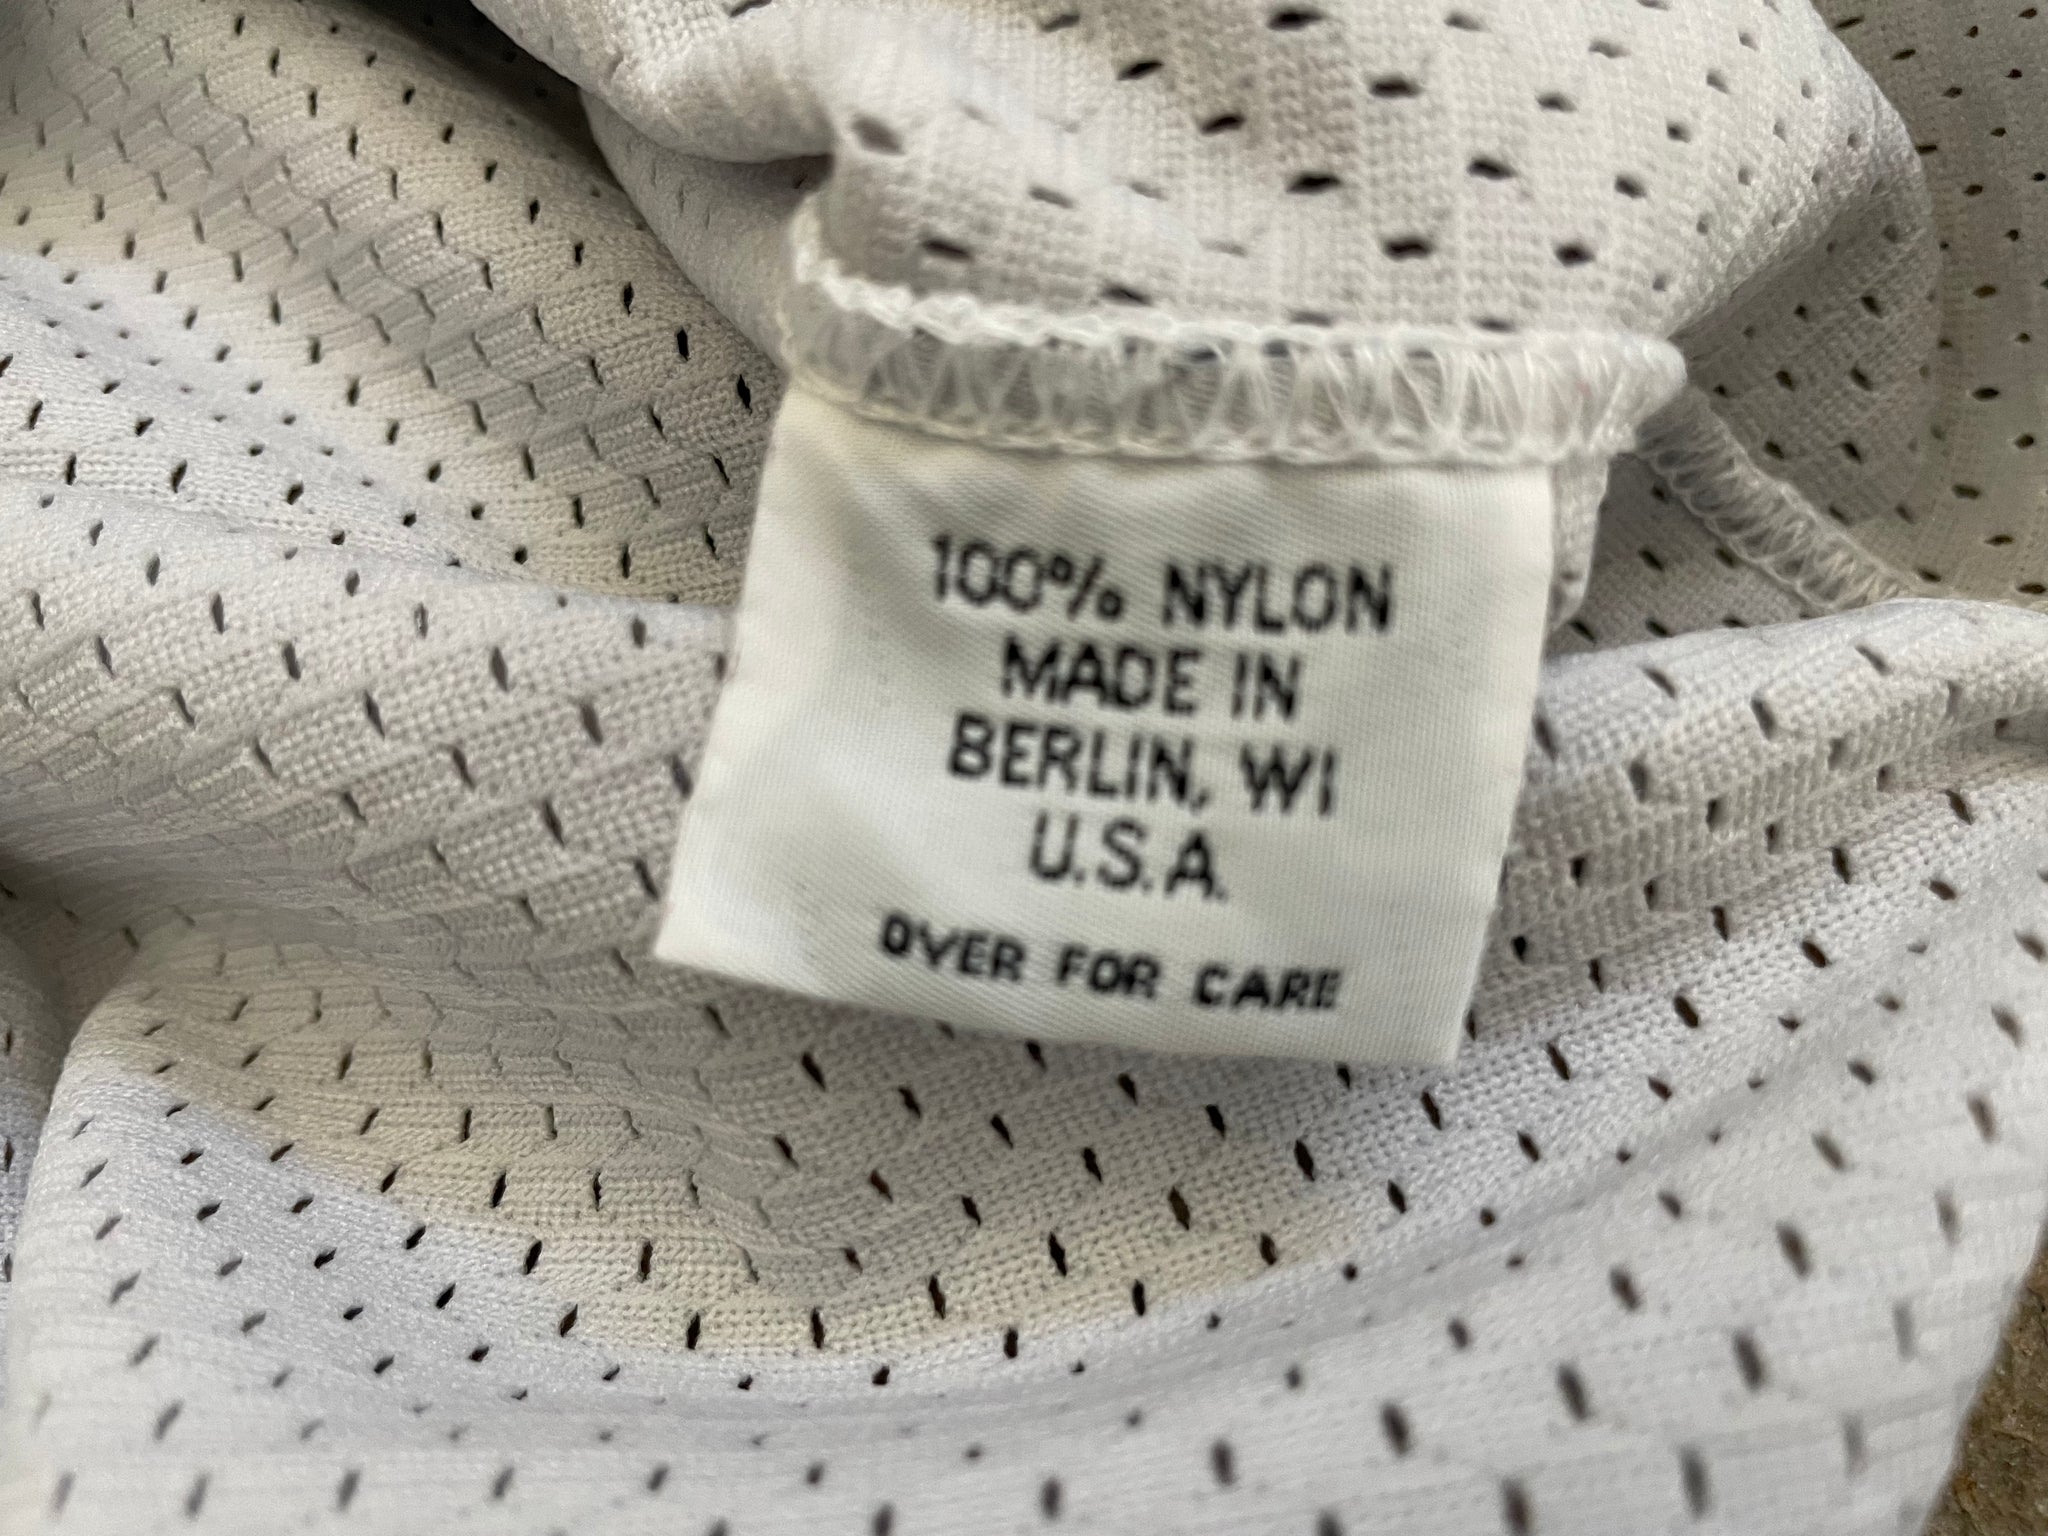 100% NYLON
MADE IN
BERLIN, WI
U.S.A.
OVER FOR CARE